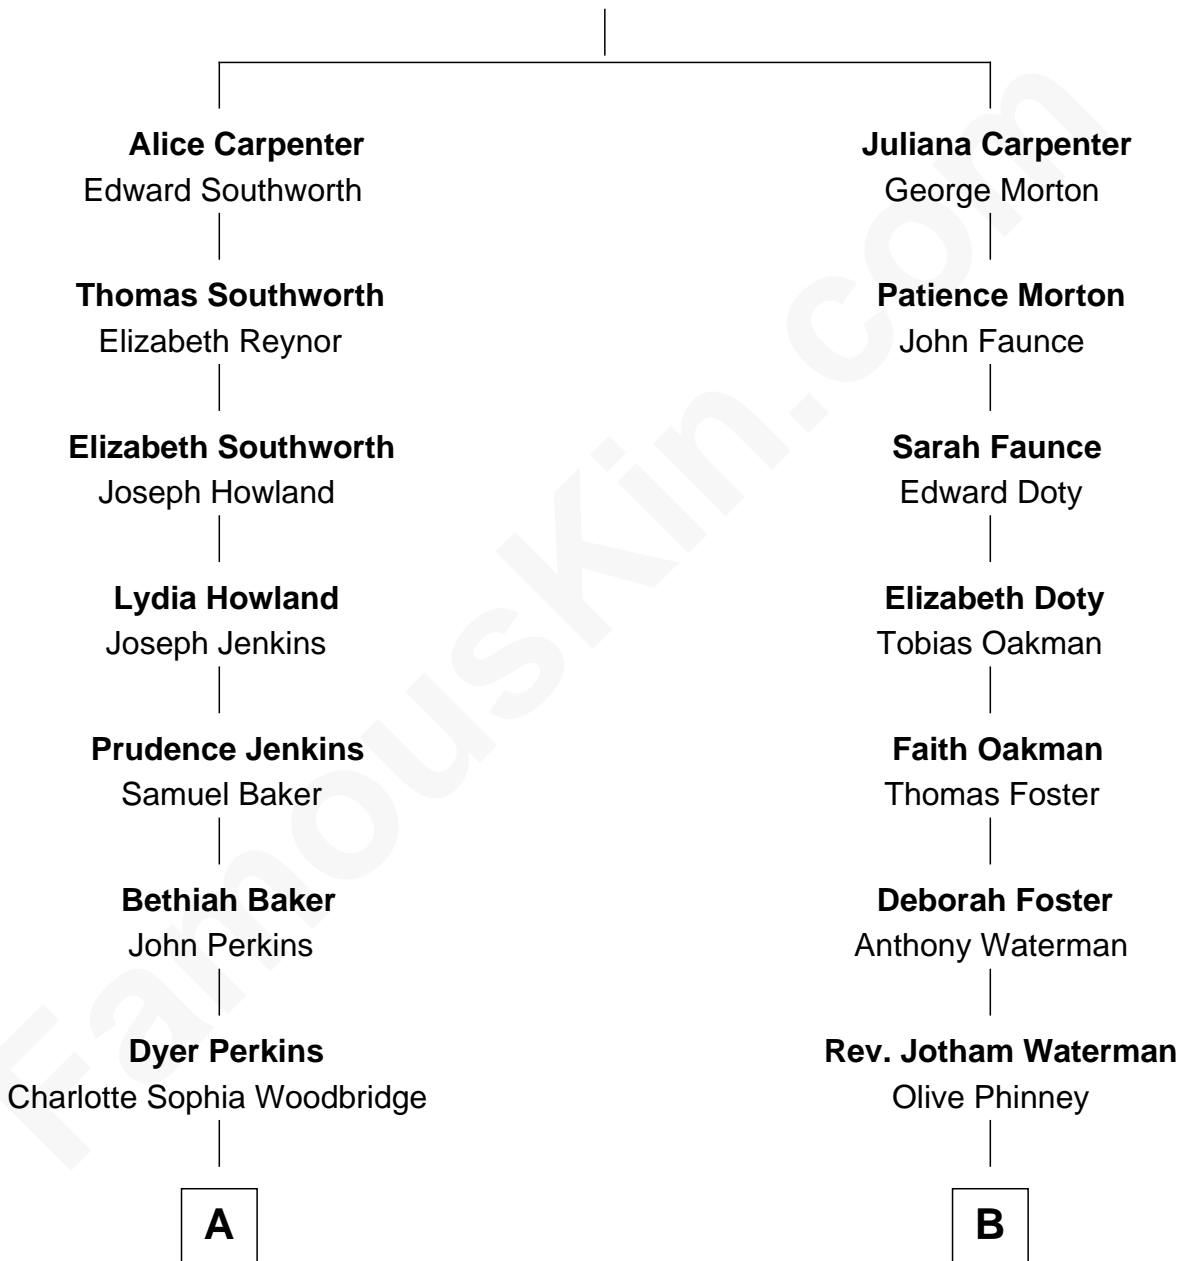 Alice Carpenter
Edward Southworth
Thomas Southworth
Elizabeth Reynor
Elizabeth Southworth
Joseph Howland
Lydia Howland
Joseph Jenkins
Prudence Jenkins
Samuel Baker
Bethiah Baker
John Perkins
Dyer Perkins
Charlotte Sophia Woodbridge
A
Juliana Carpenter
George Morton
Patience Morton
John Faunce
Sarah Faunce
Edward Doty
Elizabeth Doty
Tobias Oakman
Faith Oakman
Thomas Foster
Deborah Foster
Anthony Waterman
Rev. Jotham Waterman
Olive Phinney
B
FamousKin.com